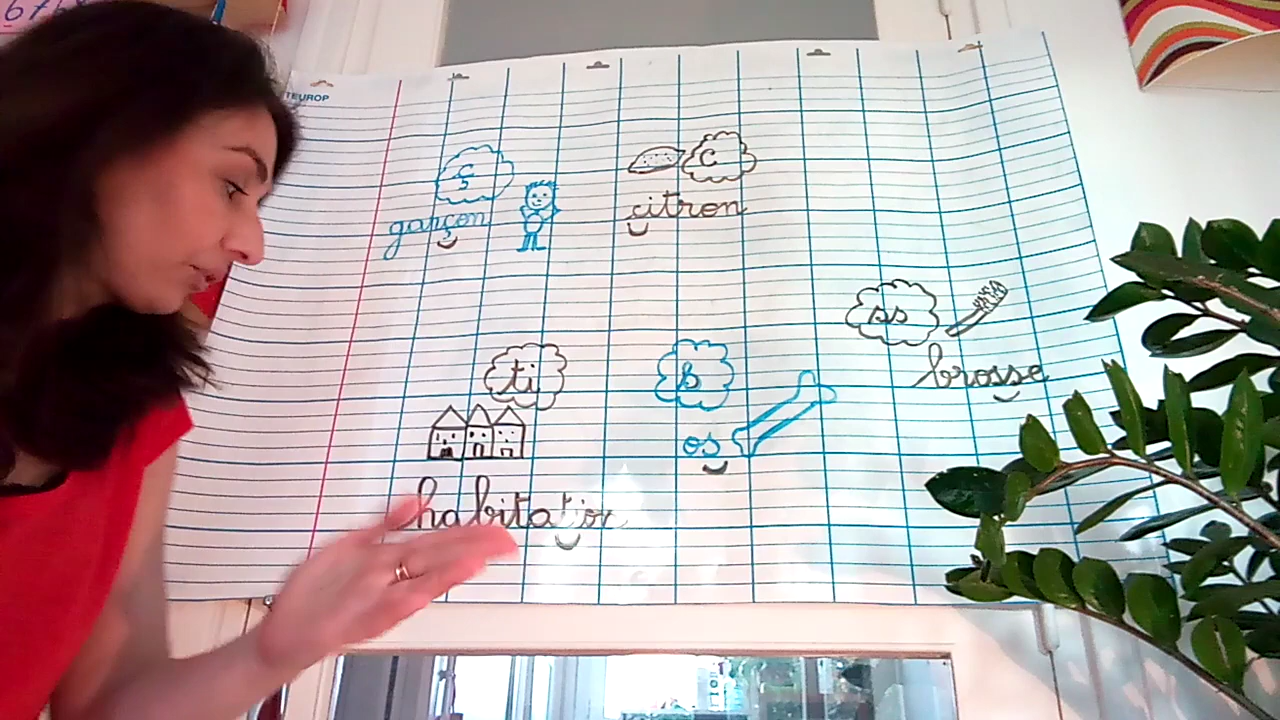 TEUROP
ç
garçon
c
citron
ss
brosse
ti
habitation
s
os